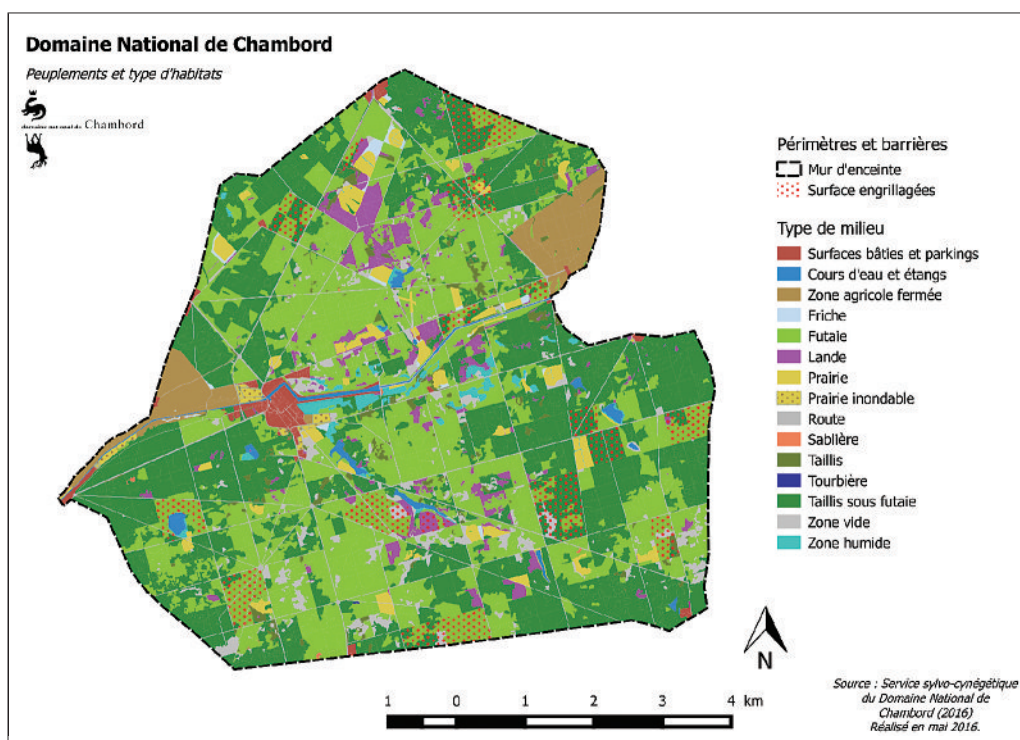 Domaine National de Chambord
Peuplements et type d'habitats
domaine national de Chambord
Périmètres et barrières
Mur d'enceinte
Surface engrillagées
Type de milieu
Surfaces bâties et parkings
Cours d'eau et étangs
Zone agricole fermée
Friche
Futaie
Lande
Prairie
Prairie inondable
Route
Sablière
Taillis
Tourbière
Taillis sous futaie
Zone vide
Zone humide
N
1 0 1 2 3 4 km
Source : Service sylvo-cynégétique
du Domaine National de
Chambord (2016)
Réalisé en mai 2016.